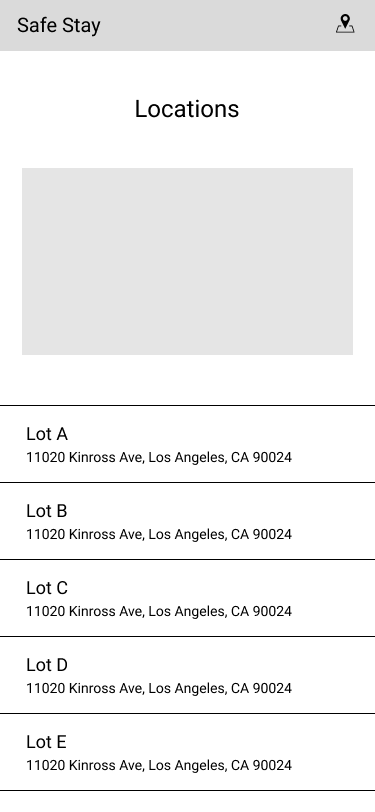 Safe Stay
Locations
Lot A
11020 Kinross Ave, Los Angeles, CA 90024
Lot B
11020 Kinross Ave, Los Angeles, CA 90024
Lot C
11020 Kinross Ave, Los Angeles, CA 90024
Lot D
11020 Kinross Ave, Los Angeles, CA 90024
Lot E
11020 Kinross Ave, Los Angeles, CA 90024